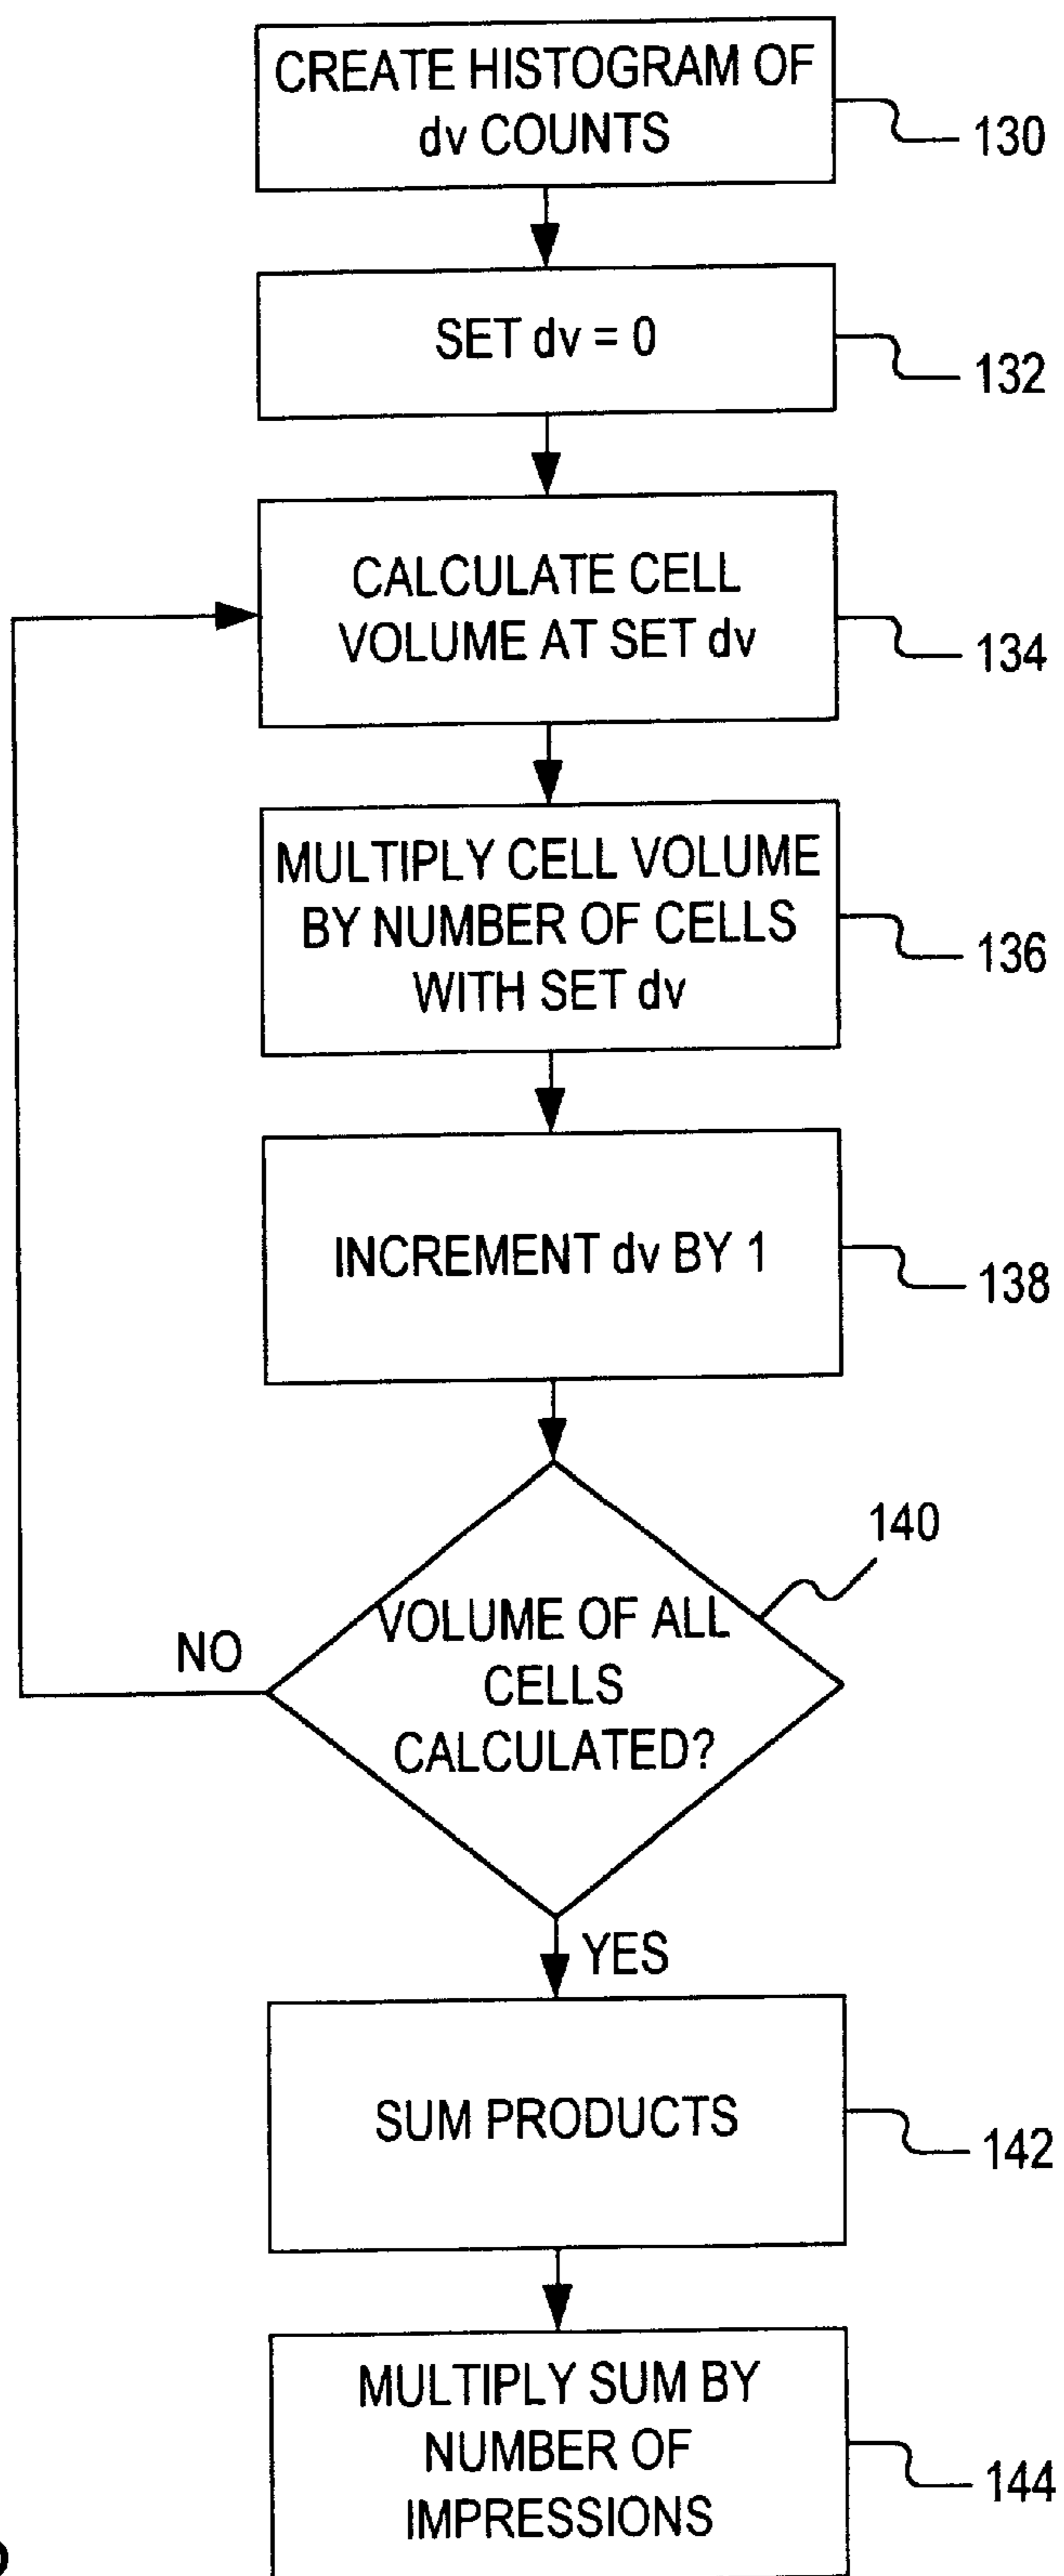 CREATE HISTOGRAM OF
dv COUNTS
130
SET dv = 0
132
CALCULATE CELL
VOLUME AT SET dv
134
MULTIPLY CELL VOLUME
BY NUMBER OF CELLS
WITH SET dv
136
INCREMENT dv BY 1
138
140
VOLUME OF ALL
CELLS
CALCULATED?
NO
YES
SUM PRODUCTS
142
MULTIPLY SUM BY
NUMBER OF
IMPRESSIONS
144